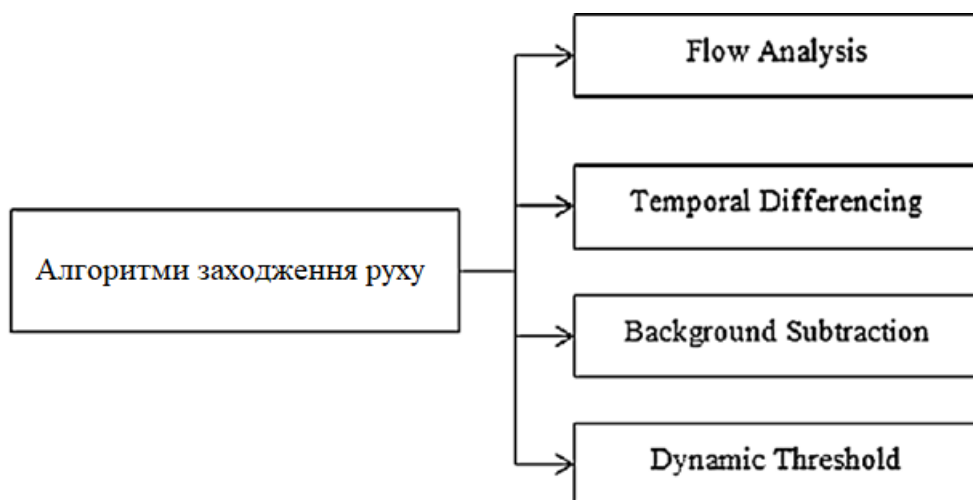 Flow Analysis
Temporal Differencing
Алгоритми заходження руху
Background Subtraction
Dynamic Threshold